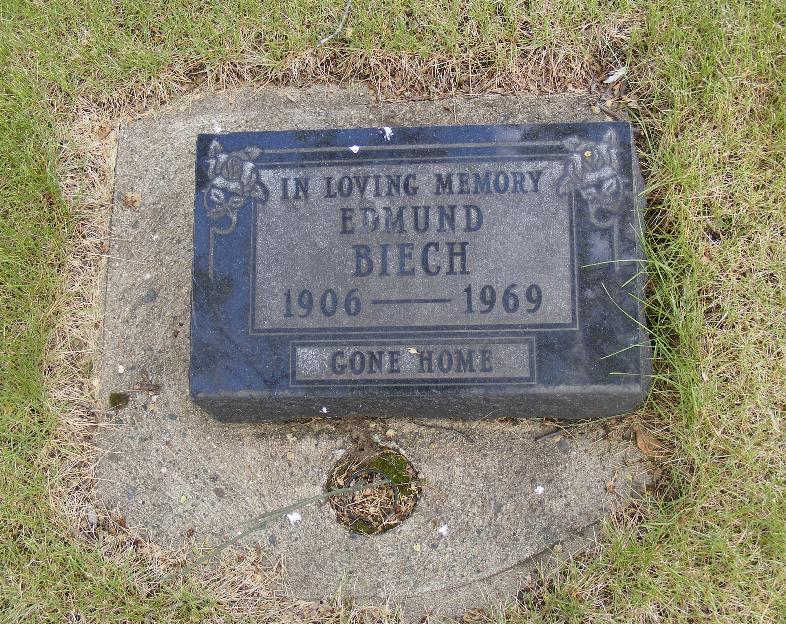 IN LOVING MEMORY
EDMUND
BIECH
1906 — 1969
GONE HOME